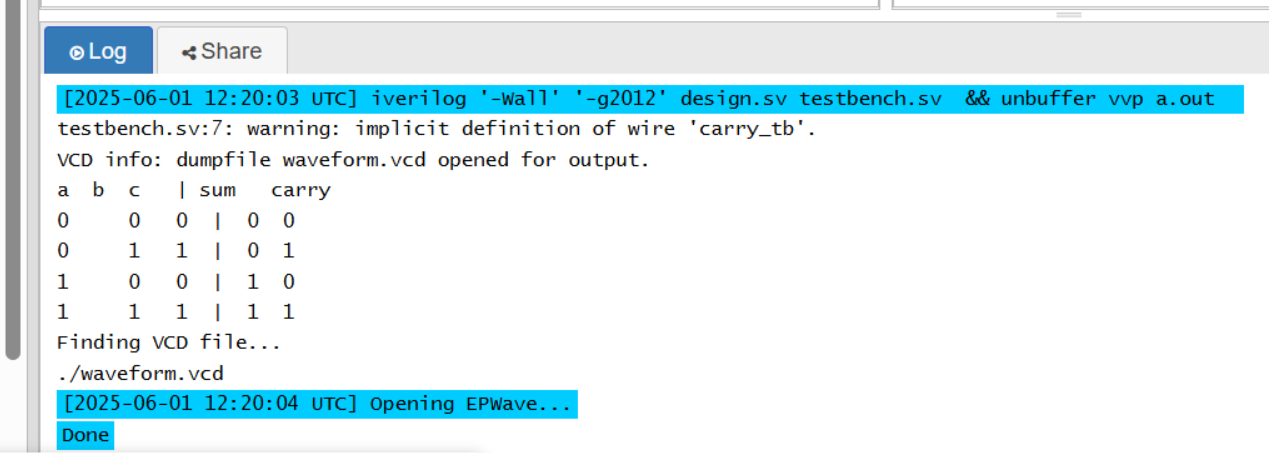 Log Share
[2025-06-01 12:20:03 UTC] iverilog '-Wall' '-g2012' design.sv testbench.sv  && unbuffer vvp a.out
testbench.sv:7: warning: implicit definition of wire 'carry_tb'.
VCD info: dumpfile waveform.vcd opened for output.
a  b  c   | sum   carry
0     0   0  |  0  0
0     1   1  |  0  1
1     0   0  |  1  0
1     1   1  |  1  1
Finding VCD file...
./waveform.vcd
[2025-06-01 12:20:04 UTC] Opening EPWave...
Done